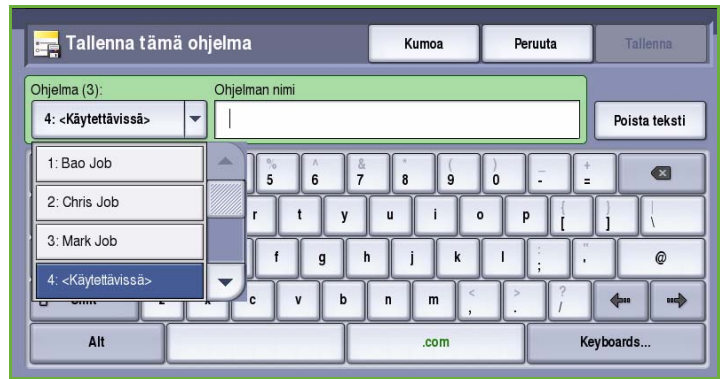 Tallenna tämä ohjelma
Kumoa
Peruuta
Tallenna
Ohjelma (3):
Ohjelman nimi
4: <Käytettävissä>
Poista teksti
1: Bao Job
2: Chris Job
3: Mark Job
4: <Käytettävissä>
% 5 ^ 6 & 7 * 8 ( 9 ) 0 _ - + =
r t y u i o p { [ } ] | \
f g h j k l : ; " ' @
c v b n m < , > . ? /
Alt .com Keyboards...